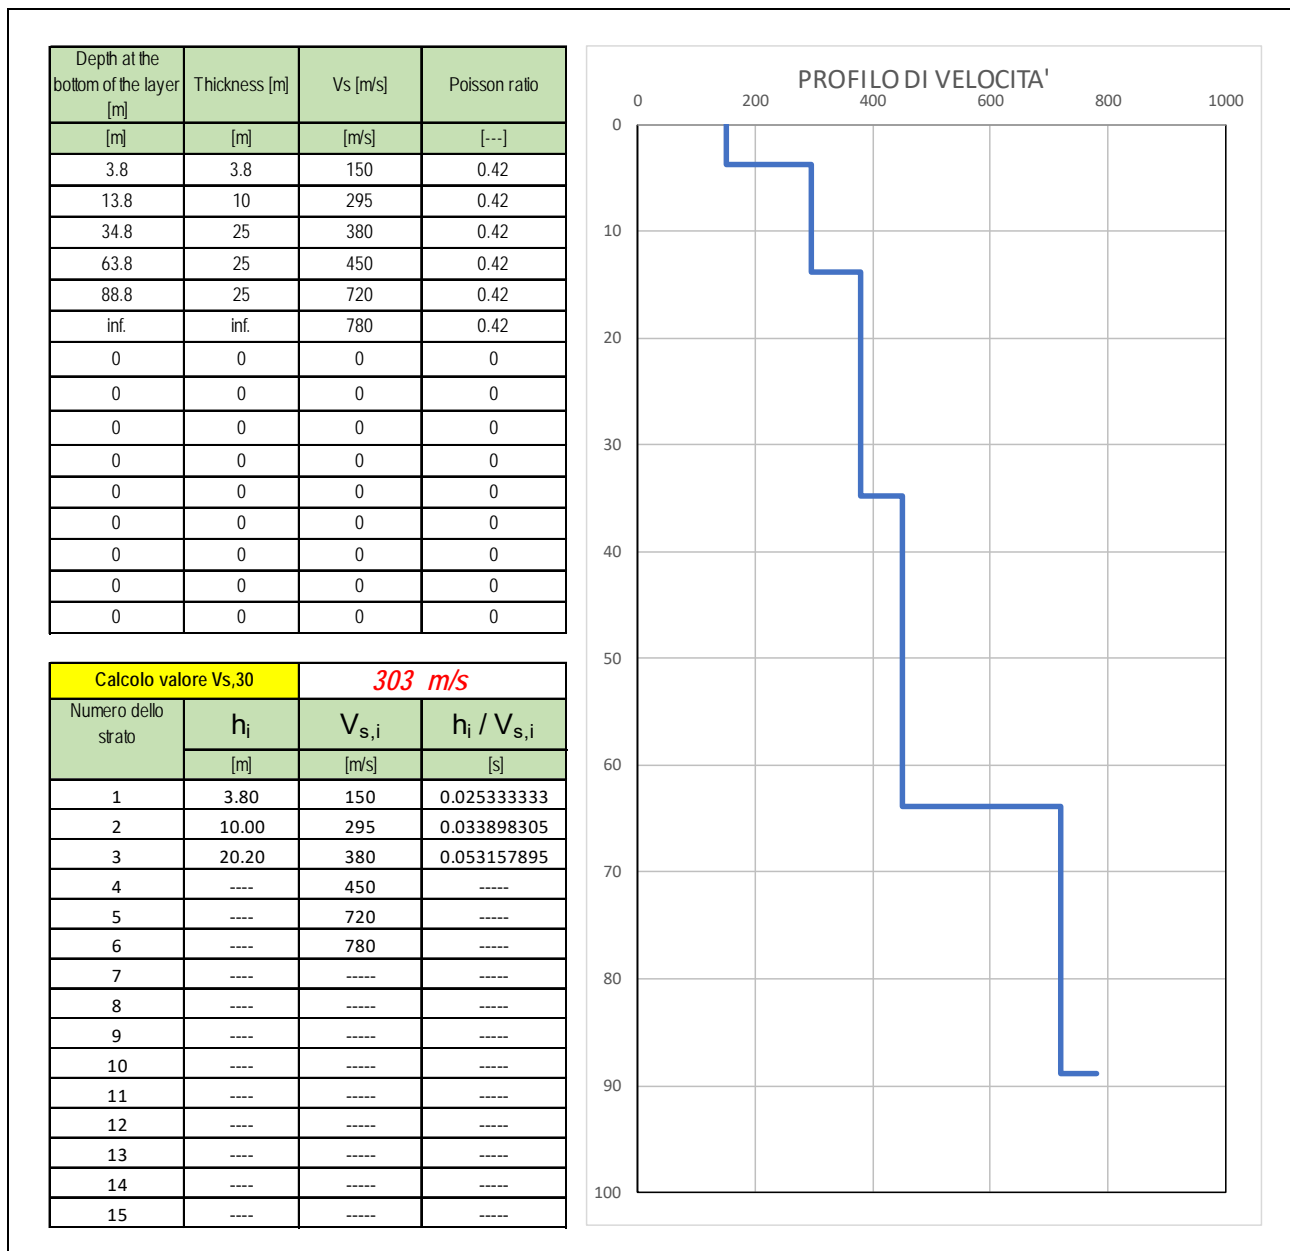 Depth at the bottom of the layer [m] Thickness [m] Vs [m/s] Poisson ratio
[m] [m] [m/s] [---]
3.8 3.8 150 0.42
13.8 10 295 0.42
34.8 25 380 0.42
63.8 25 450 0.42
88.8 25 720 0.42
inf. inf. 780 0.42
0 0 0 0
0 0 0 0
0 0 0 0
0 0 0 0
0 0 0 0
0 0 0 0
0 0 0 0
0 0 0 0
0 0 0 0
Calcolo valore Vs,30 303 m/s
Numero dello strato hi Vs,i hi / Vs,i
[m] [m/s] [s]
1 3.80 150 0.025333333
2 10.00 295 0.033898305
3 20.20 380 0.053157895
4 ---- 450 -----
5 ---- 720 -----
6 ---- 780 -----
7 ---- ----- -----
8 ---- ----- -----
9 ---- ----- -----
10 ---- ----- -----
11 ---- ----- -----
12 ---- ----- -----
13 ---- ----- -----
14 ---- ----- -----
15 ---- ----- -----
PROFILO DI VELOCITA'
0 200 400 600 800 1000
0
10
20
30
40
50
60
70
80
90
100